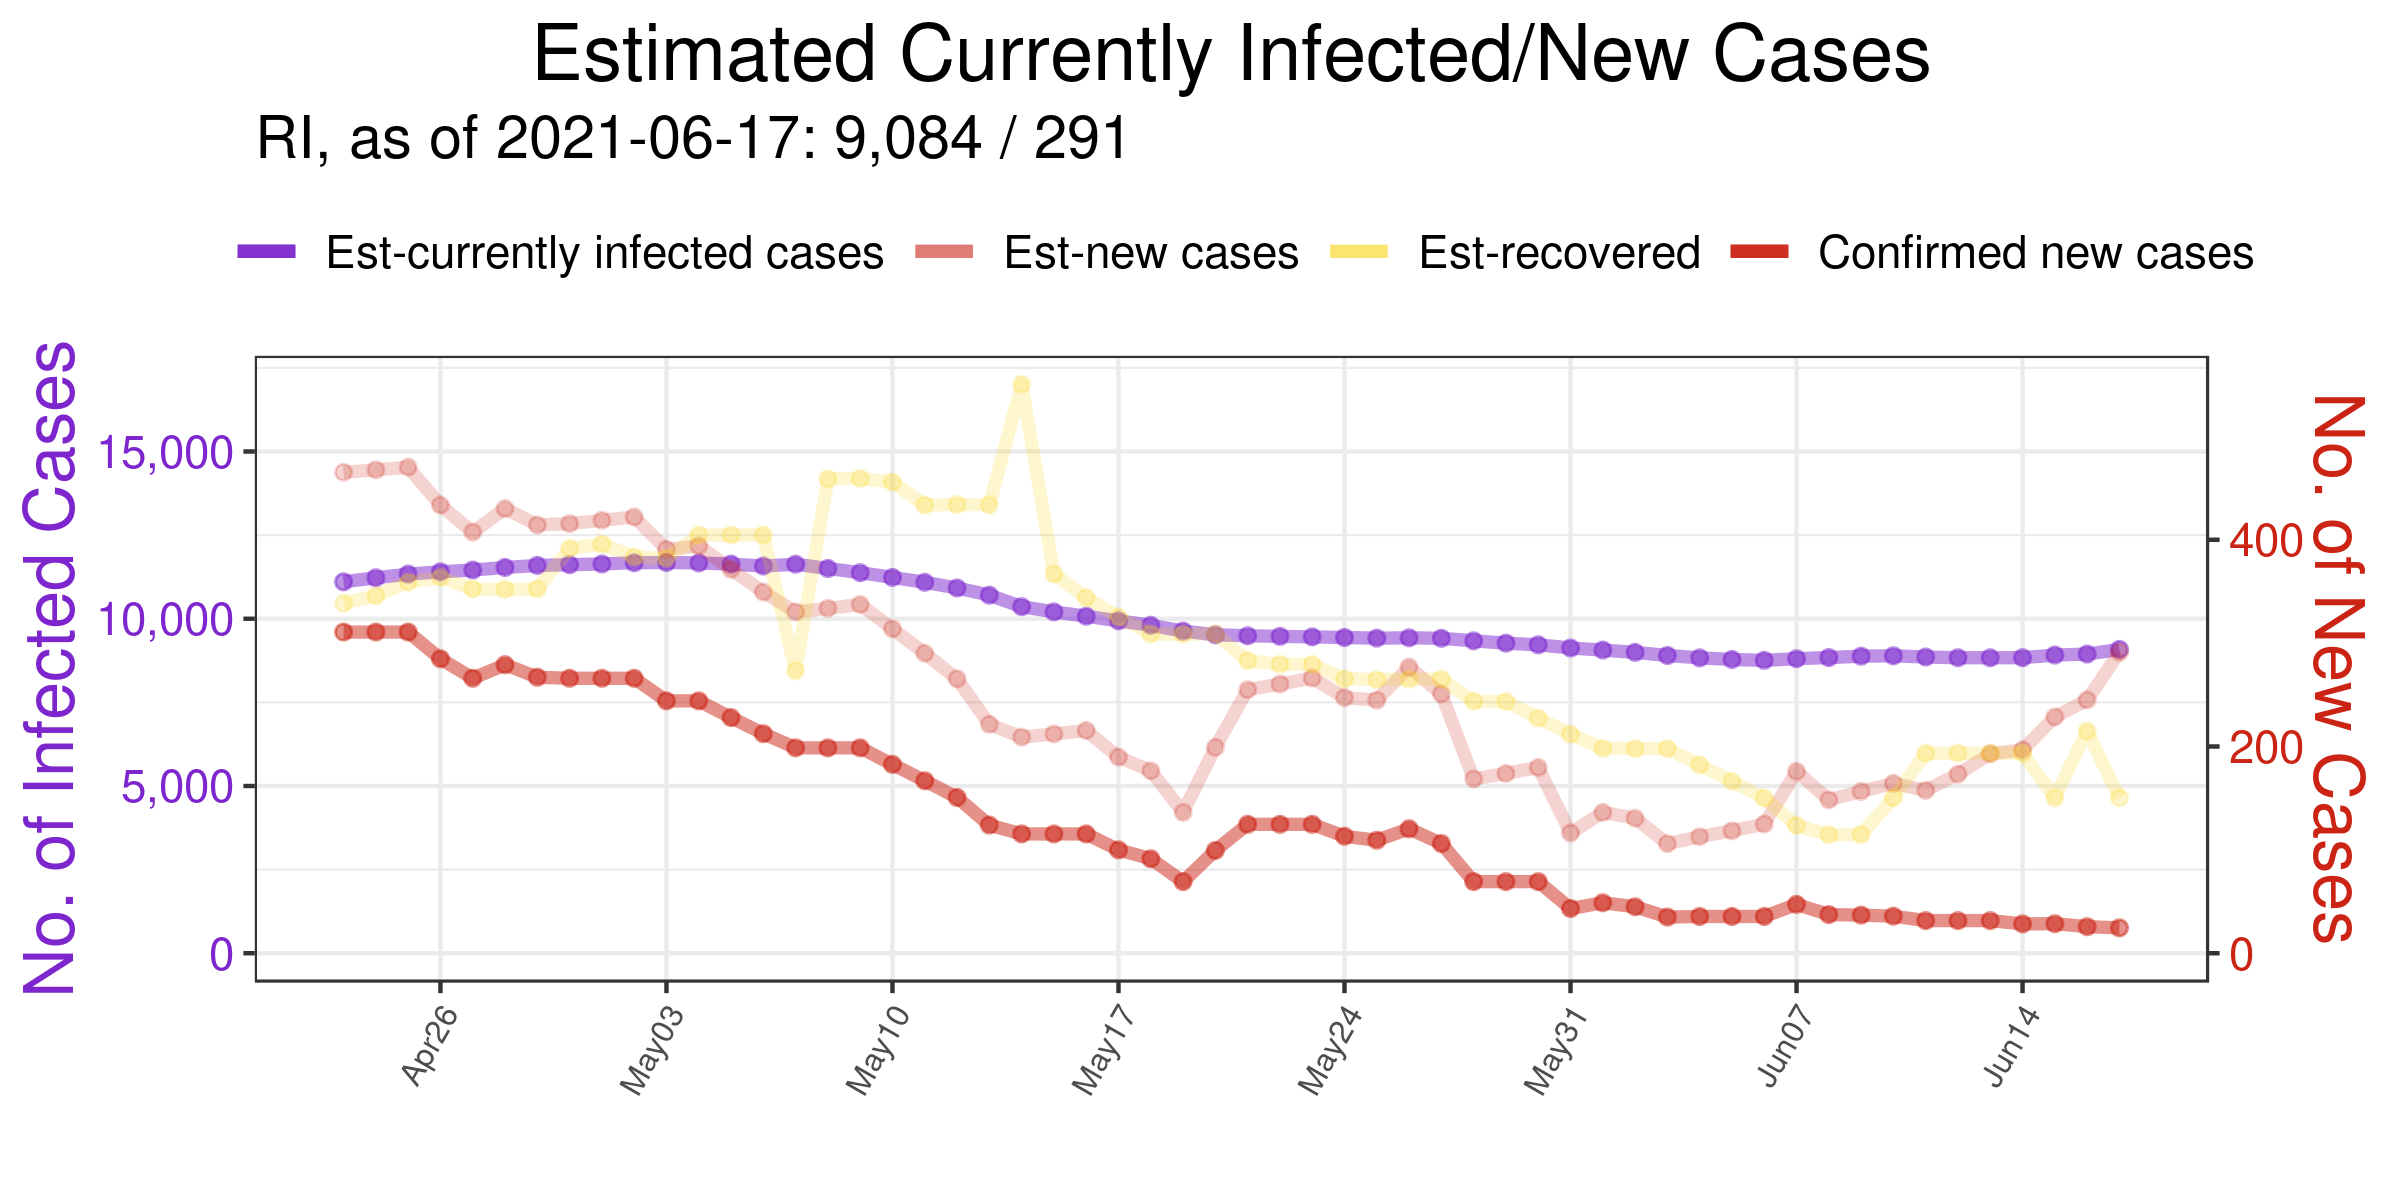 Estimated Currently Infected/New Cases
RI, as of 2021-06-17: 9,084 / 291
Est-currently infected cases Est-new cases Est-recovered Confirmed new cases
No. of Infected Cases
15,000
10,000
5,000
0
400
200
0
No. of New Cases
Apr26 May03 May10 May17 May24 May31 Jun07 Jun14